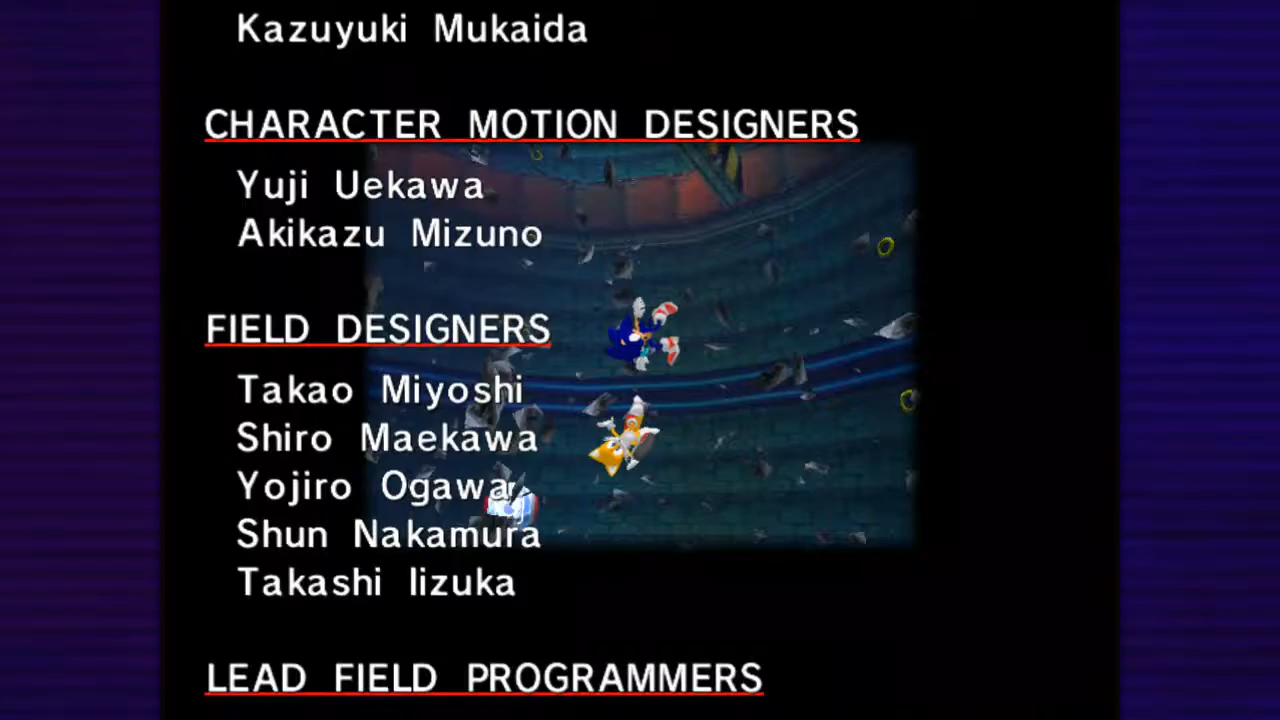 Kazuyuki Mukaida
CHARACTER MOTION DESIGNERS
Yuji Uekawa
Akikazu Mizuno
FIELD DESIGNERS
Takao Miyoshi
Shiro Maekawa
Yojiro Ogawa
Shun Nakamura
Takashi Iizuka
LEAD FIELD PROGRAMMERS